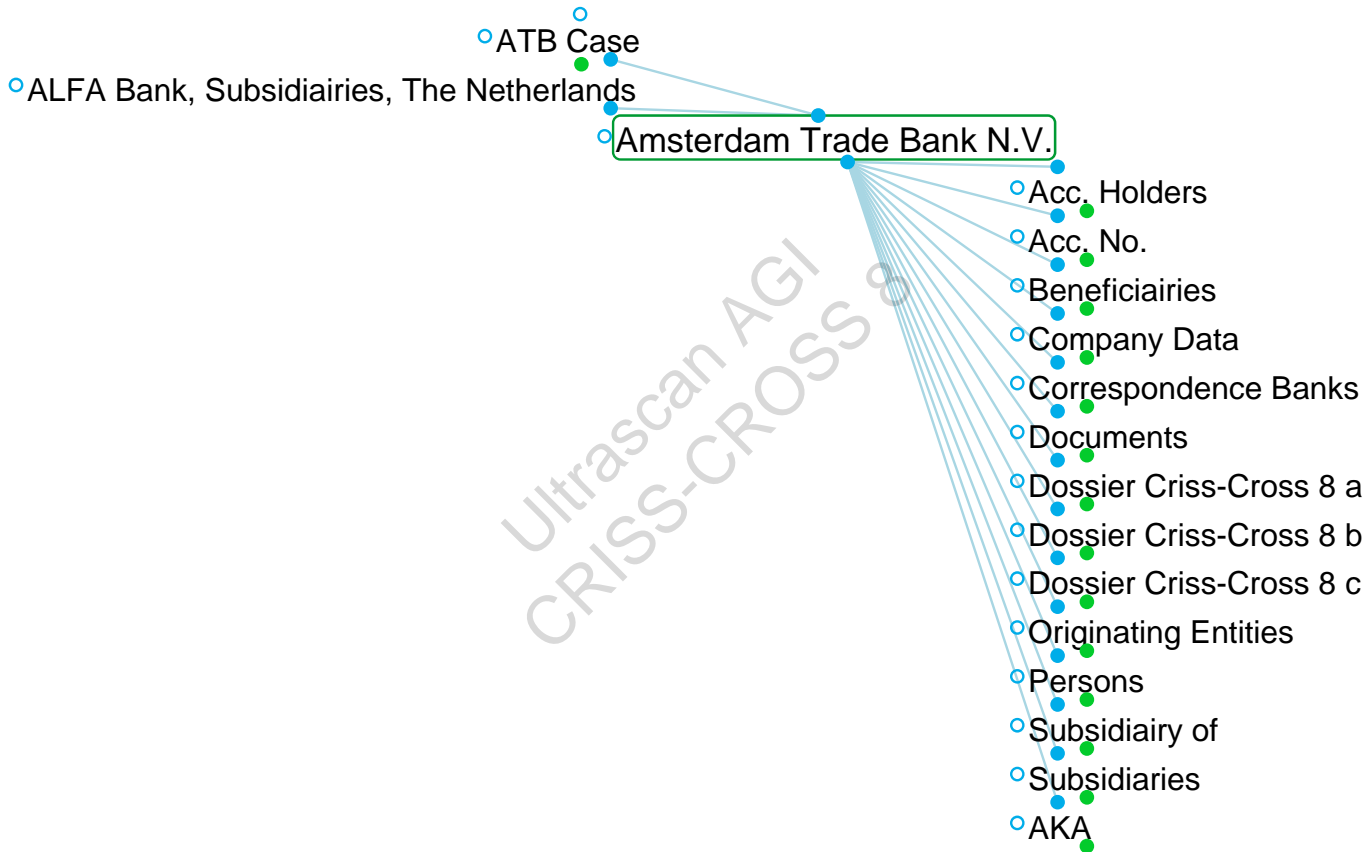 ATB Case
ALFA Bank, Subsidiairies, The Netherlands
Amsterdam Trade Bank N.V.
Acc. Holders
Acc. No.
Beneficiairies
Company Data
Correspondence Banks
Documents
Dossier Criss-Cross 8 a
Dossier Criss-Cross 8 b
Dossier Criss-Cross 8 c
Originating Entities
Persons
Subsidiairy of
Subsidiaries
AKA
Ultrascan AGI
CRISS-CROSS 8